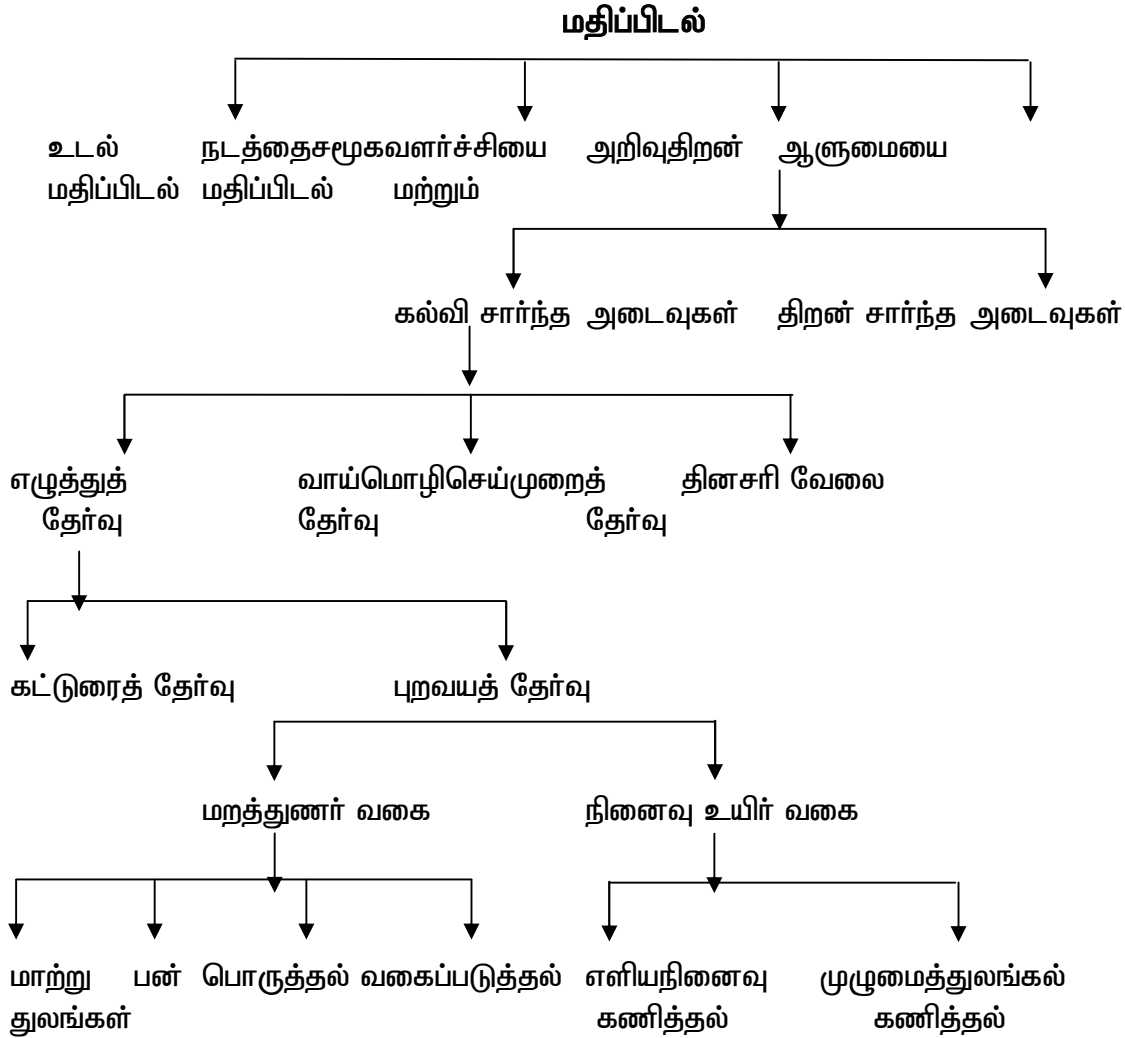 மதிப்பிடல்
உடல் நடத்தைசமூகவளர்ச்சியை அறிவுதிறன் ஆளுமையை
மதிப்பிடல் மதிப்பிடல் மற்றும்
கல்வி சார்ந்த அடைவுகள் திறன் சார்ந்த அடைவுகள்
எழுத்துத் வாய்மொழிசெய்முறைத் தினசரி வேலை
தேர்வு தேர்வு தேர்வு
கட்டுரைத் தேர்வு புறவயத் தேர்வு
மறத்துணர் வகை நினைவு உயிர் வகை
மாற்று பன் பொருத்தல் வகைப்படுத்தல் எளியநினைவு முழுமைத்துலங்கல்
துலங்கள் கணித்தல் கணித்தல்